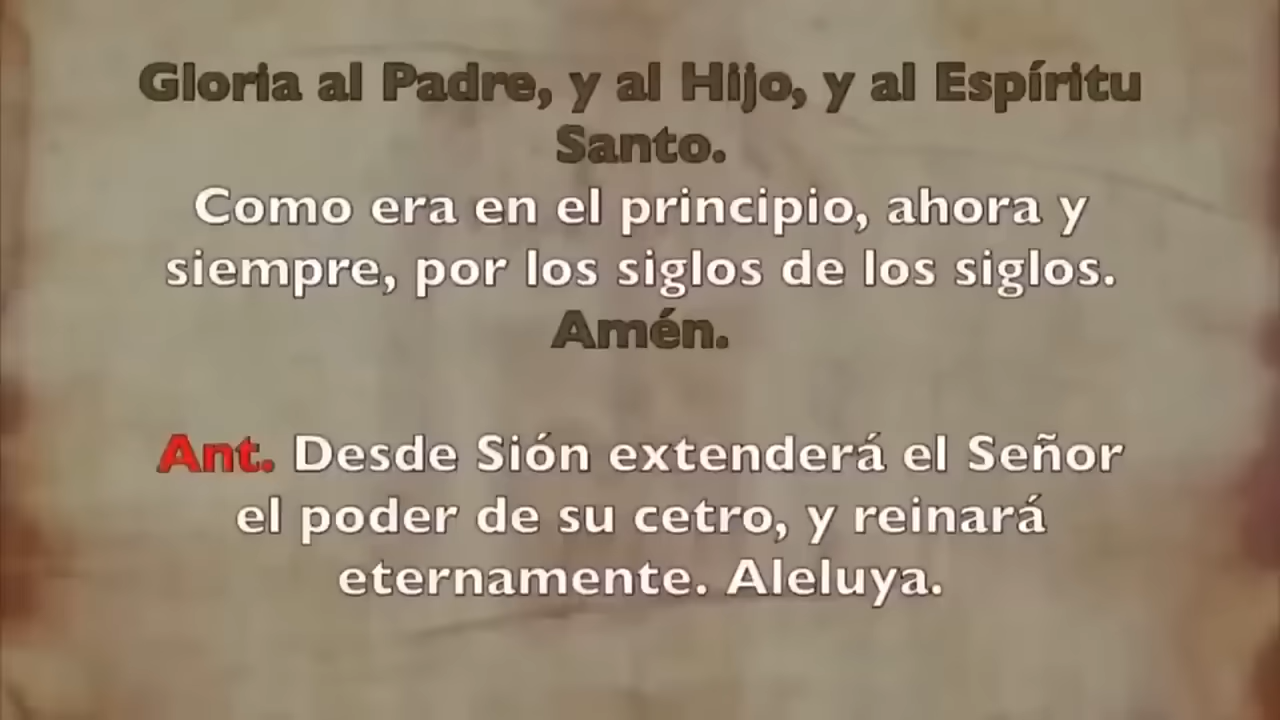 Gloria al Padre, y al Hijo, y al Espíritu
Santo.
Como era en el principio, ahora y
siempre, por los siglos de los siglos.
Amén.
Ant. Desde Sión extenderá el Señor
el poder de su cetro, y reinará
eternamente. Aleluya.